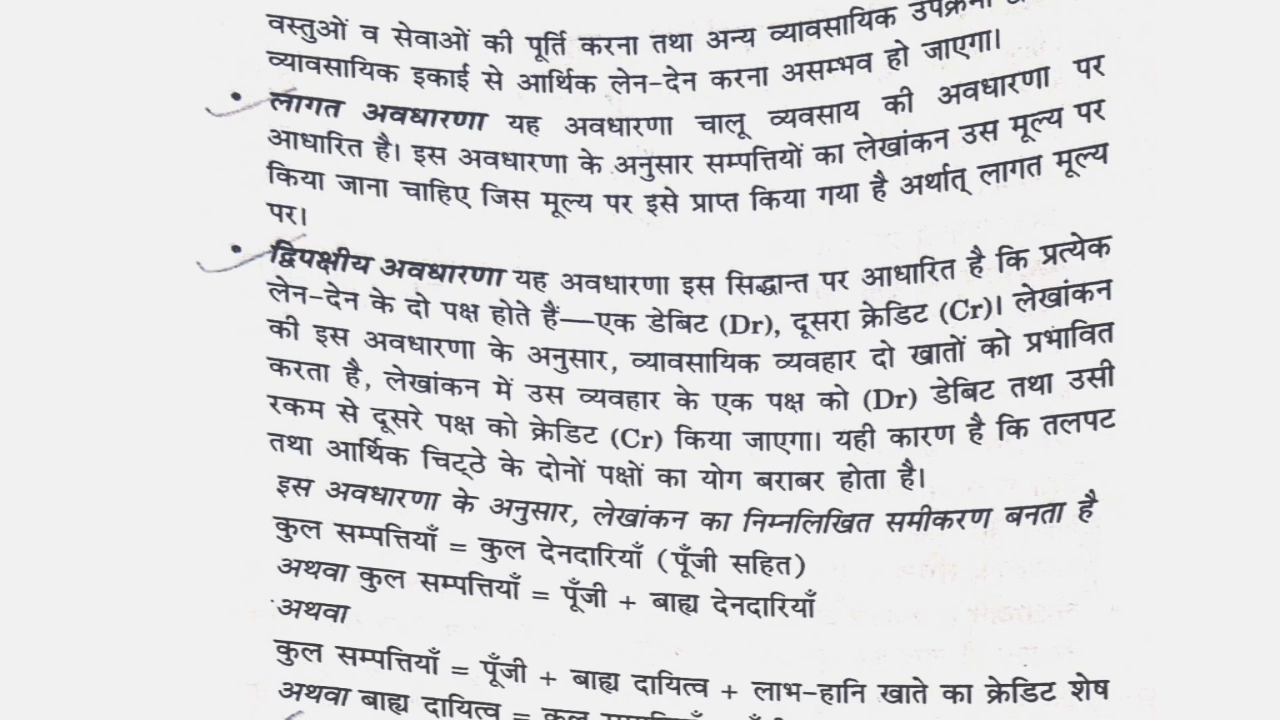 वस्तुओं व सेवाओं की पूर्ति करना तथा अन्य व्यावसायिक उपक्रमों
व्यावसायिक इकाई से आर्थिक लेन-देन करना असम्भव हो जाएगा।
• लागत अवधारणा यह अवधारणा चालू व्यवसाय की अवधारणा पर
आधारित है। इस अवधारणा के अनुसार सम्पत्तियों का लेखांकन उस मूल्य पर
किया जाना चाहिए जिस मूल्य पर इसे प्राप्त किया गया है अर्थात् लागत मूल्य
पर।
• द्विपक्षीय अवधारणा यह अवधारणा इस सिद्धान्त पर आधारित है कि प्रत्येक
लेन-देन के दो पक्ष होते हैं—एक डेबिट (Dr), दूसरा क्रेडिट (Cr)। लेखांकन
की इस अवधारणा के अनुसार, व्यावसायिक व्यवहार दो खातों को प्रभावित
करता है, लेखांकन में उस व्यवहार के एक पक्ष को (Dr) डेबिट तथा उसी
रकम से दूसरे पक्ष को क्रेडिट (Cr) किया जाएगा। यही कारण है कि तलपट
तथा आर्थिक चिट्ठे के दोनों पक्षों का योग बराबर होता है।
इस अवधारणा के अनुसार, लेखांकन का निम्नलिखित समीकरण बनता है
कुल सम्पत्तियाँ = कुल देनदारियाँ (पूँजी सहित)
अथवा कुल सम्पत्तियाँ = पूँजी + बाह्य देनदारियाँ
अथवा
कुल सम्पत्तियाँ = पूँजी + बाह्य दायित्व + लाभ-हानि खाते का क्रेडिट शेष
अथवा बाह्य दायित्व = कुल